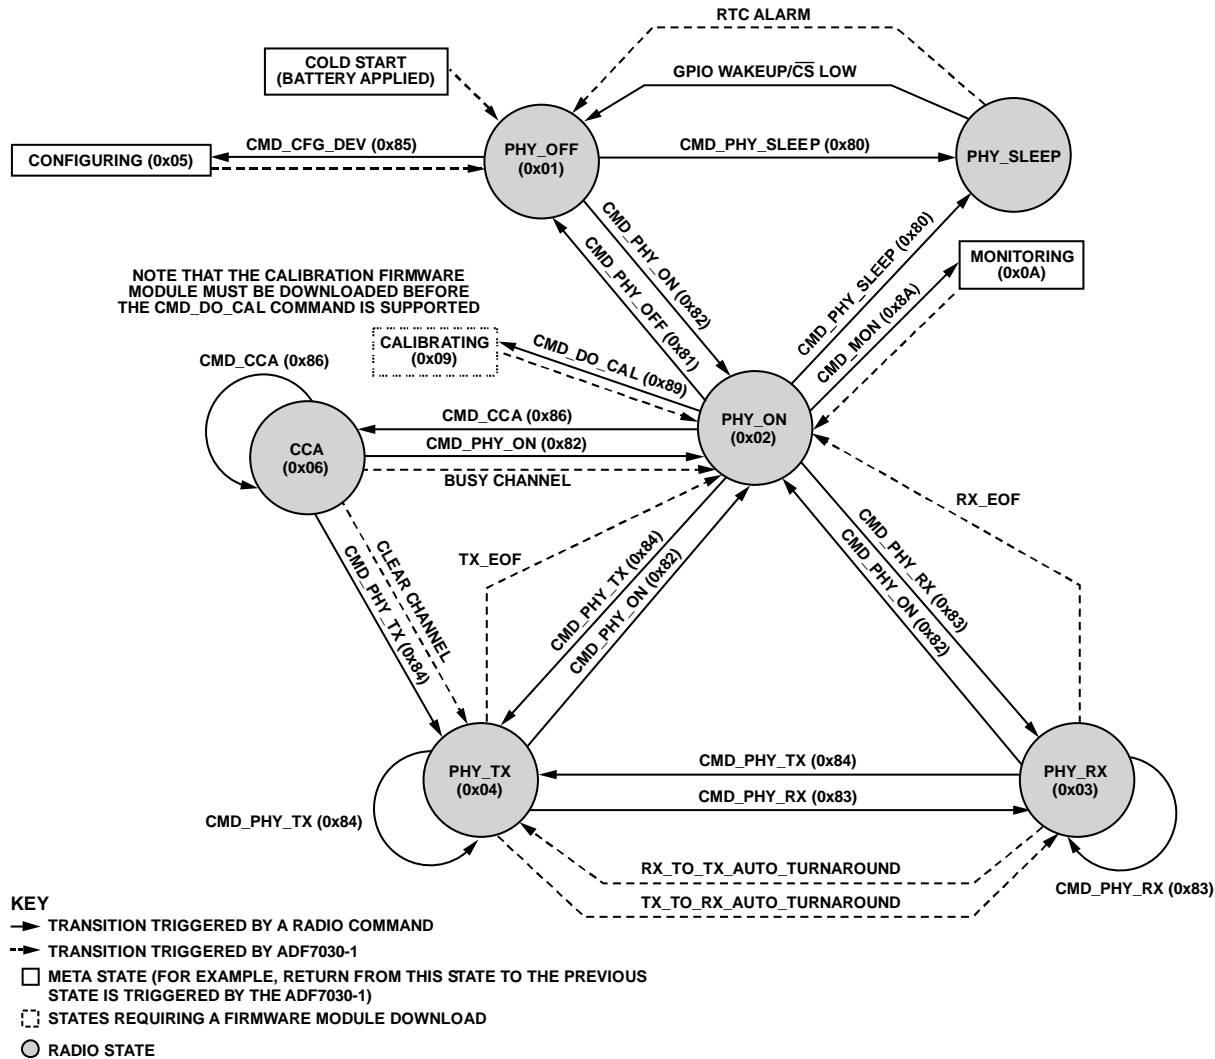 RTC ALARM
COLD START
(BATTERY APPLIED)
GPIO WAKEUP/CS LOW
CMD_CFG_DEV (0x85)
CONFIGURING (0x05)
PHY_OFF
(0x01)
CMD_PHY_SLEEP (0x80)
PHY_SLEEP
CMD_PHY_ON (0x82)
CMD_PHY_OFF (0x81)
CMD_PHY_SLEEP (0x80)
CMD_MON (0x8A)
MONITORING
(0x0A)
NOTE THAT THE CALIBRATION FIRMWARE
MODULE MUST BE DOWNLOADED BEFORE
THE CMD_DO_CAL COMMAND IS SUPPORTED
CALIBRATING
(0x09)
CMD_DO_CAL (0x89)
CMD_CCA (0x86)
CMD_CCA (0x86)
PHY_ON
(0x02)
CCA
(0x06)
CMD_PHY_ON (0x82)
BUSY CHANNEL
RX_EOF
TX_EOF
CLEAR CHANNEL
CMD_PHY_TX (0x84)
CMD_PHY_TX (0x84)
CMD_PHY_ON (0x82)
CMD_PHY_RX (0x83)
CMD_PHY_ON (0x82)
PHY_TX
(0x04)
CMD_PHY_TX (0x84)
CMD_PHY_RX (0x83)
PHY_RX
(0x03)
CMD_PHY_TX (0x84)
RX_TO_TX_AUTO_TURNAROUND
TX_TO_RX_AUTO_TURNAROUND
CMD_PHY_RX (0x83)
KEY
TRANSITION TRIGGERED BY A RADIO COMMAND
TRANSITION TRIGGERED BY ADF7030-1
META STATE (FOR EXAMPLE, RETURN FROM THIS STATE TO THE PREVIOUS
STATE IS TRIGGERED BY THE ADF7030-1)
STATES REQUIRING A FIRMWARE MODULE DOWNLOAD
RADIO STATE